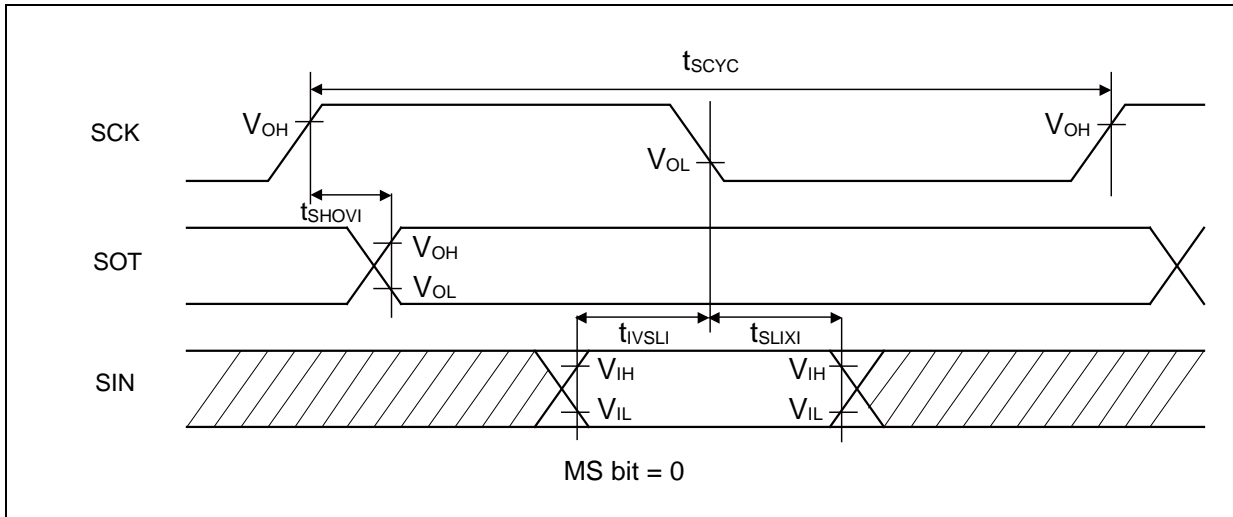 tSCYC
SCK
VOH
VOH
VOL
tSHOVI
SOT
VOH
VOL
tIVSLI
tSLIXI
SIN
VIH
VIH
VIL
VIL
MS bit = 0